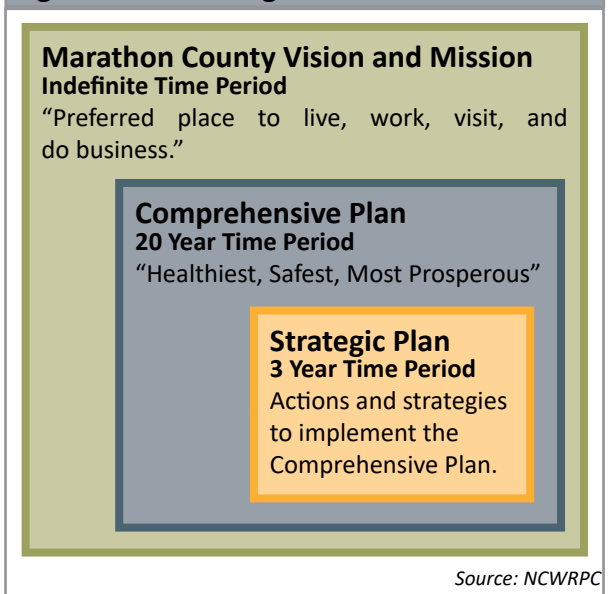 Marathon County Vision and Mission
Indefinite Time Period
“Preferred place to live, work, visit, and
do business.”
Comprehensive Plan
20 Year Time Period
“Healthiest, Safest, Most Prosperous”
Strategic Plan
3 Year Time Period
Actions and strategies
to implement the
Comprehensive Plan.
Source: NCWRPC